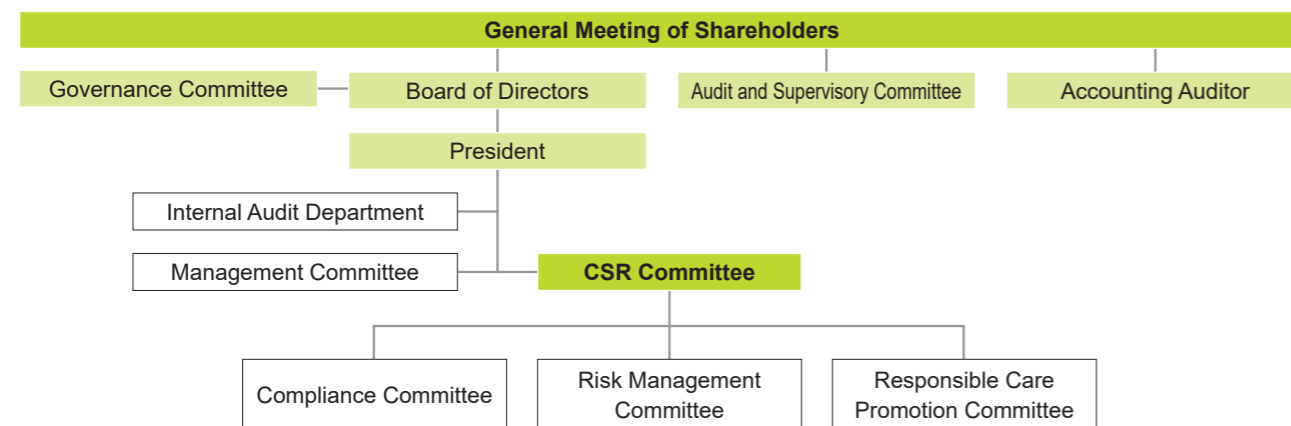 General Meeting of Shareholders
Governance Committee
Board of Directors
Audit and Supervisory Committee
Accounting Auditor
President
Internal Audit Department
Management Committee
CSR Committee
Compliance Committee
Risk Management
Committee
Responsible Care
Promotion Committee